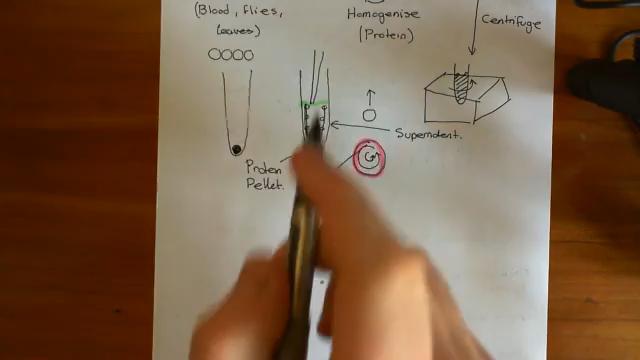 (Blood, flies,
leaves)
Homogenise
(Protein)
Centrifuge
Supernatent.
Protein
Pellet.